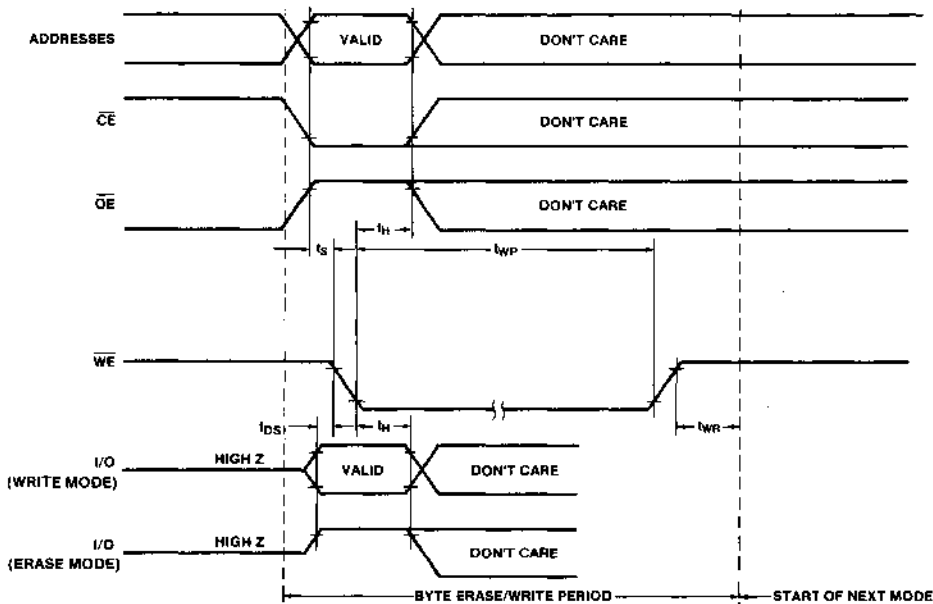 ADDRESSES
VALID
DON'T CARE
CE
DON'T CARE
OE
DON'T CARE
tS
tH
tWP
WE
tDS
tH
tWR
I/O
(WRITE MODE)
HIGH Z
VALID
DON'T CARE
I/O
(ERASE MODE)
HIGH Z
DON'T CARE
BYTE ERASE/WRITE PERIOD
START OF NEXT MODE